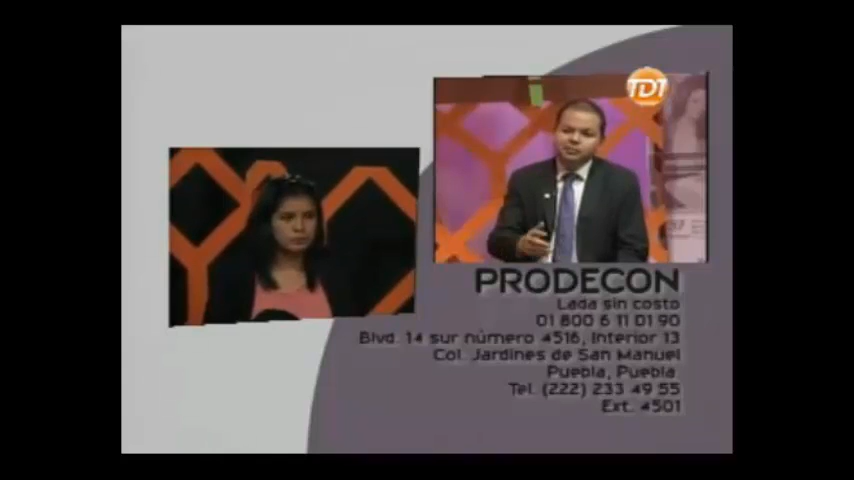 TDT
PRODECON
Lada sin costo
01 800 6 11 01 90
Blvd. 14 sur número 4516, Interior 13
Col. Jardines de San Manuel
Puebla, Puebla
Tel. (222) 233 49 55
Ext. 4501